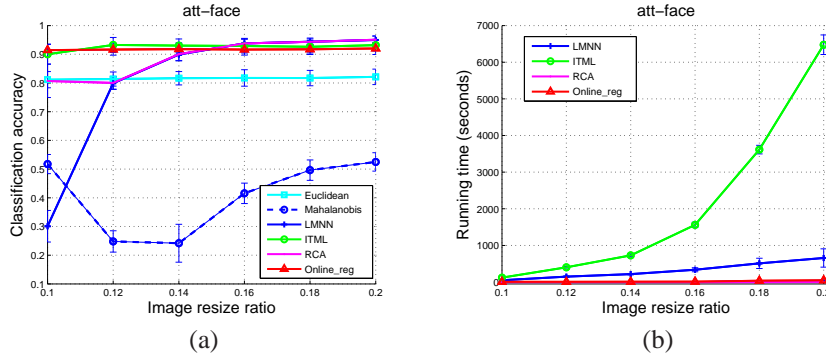 att−face
1
0.9
0.8
0.7
0.6
0.5
0.4
0.3
0.2
0.1
Classification accuracy
Euclidean
Mahalanobis
LMNN
ITML
RCA
Online_reg
0.1 0.12 0.14 0.16 0.18 0.2
Image resize ratio
(a)
att−face
7000
6000
5000
4000
3000
2000
1000
0
Running time (seconds)
LMNN
ITML
RCA
Online_reg
0.1 0.12 0.14 0.16 0.18 0.2
Image resize ratio
(b)